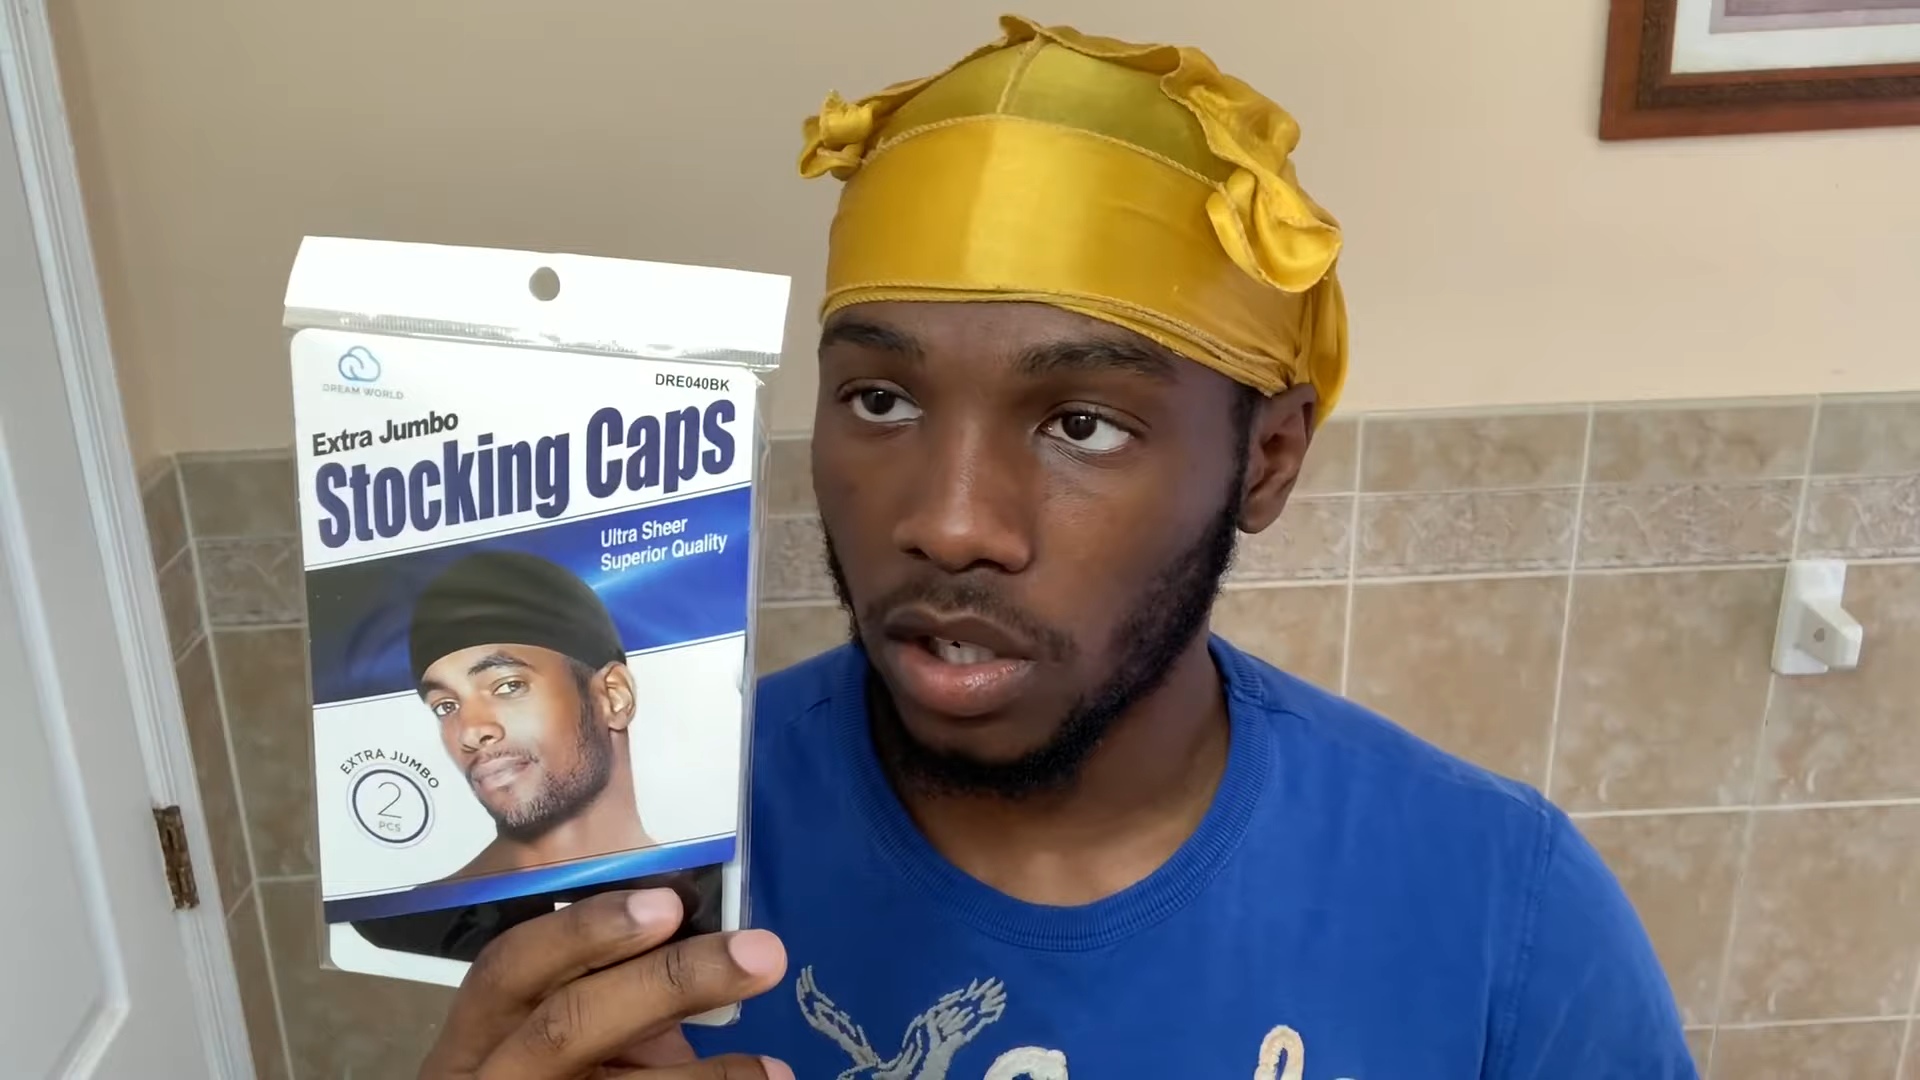 DREAM WORLD
DRE040BK
Extra Jumbo
Stocking Caps
Ultra Sheer
Superior Quality
EXTRA JUMBO
2
PCS